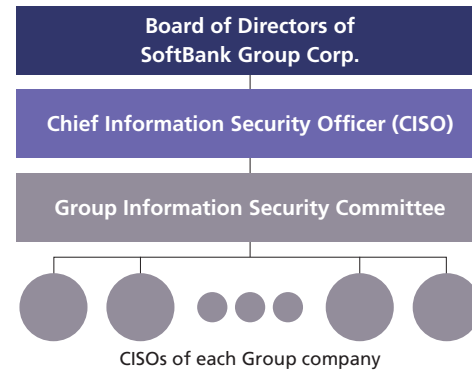 Board of Directors of
SoftBank Group Corp.
Chief Information Security Officer (CISO)
Group Information Security Committee
CISOs of each Group company